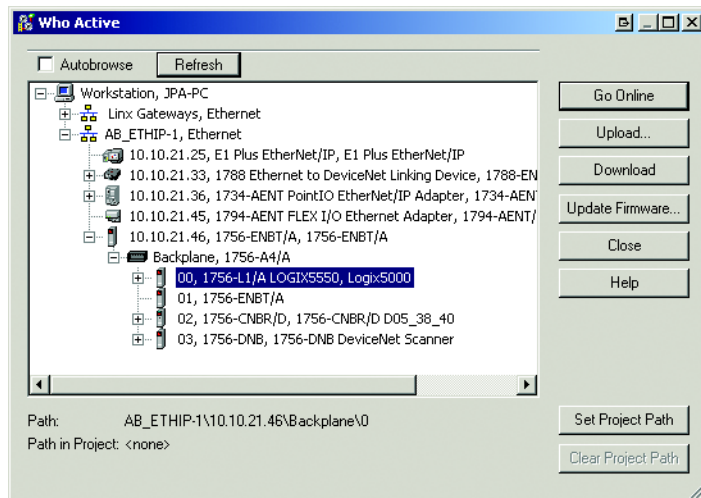 Who Active
Autobrowse Refresh
Workstation, JPA-PC
Linx Gateways, Ethernet
AB_ETHIP-1, Ethernet
10.10.21.25, E1 Plus EtherNet/IP, E1 Plus EtherNet/IP
10.10.21.33, 1788 Ethernet to DeviceNet Linking Device, 1788-EN
10.10.21.36, 1734-AENT PointIO EtherNet/IP Adapter, 1734-AEN
10.10.21.45, 1794-AENT FLEX I/O Ethernet Adapter, 1794-AENT/
10.10.21.46, 1756-ENBT/A, 1756-ENBT/A
Backplane, 1756-A4/A
00, 1756-L1/A LOGIX5550, Logix5000
01, 1756-ENBT/A
02, 1756-CNBR/D, 1756-CNBR/D D05_38_40
03, 1756-DNB, 1756-DNB DeviceNet Scanner
Go Online
Upload...
Download
Update Firmware...
Close
Help
Path: AB_ETHIP-1\10.10.21.46\Backplane\0
Path in Project: <none>
Set Project Path
Clear Project Path